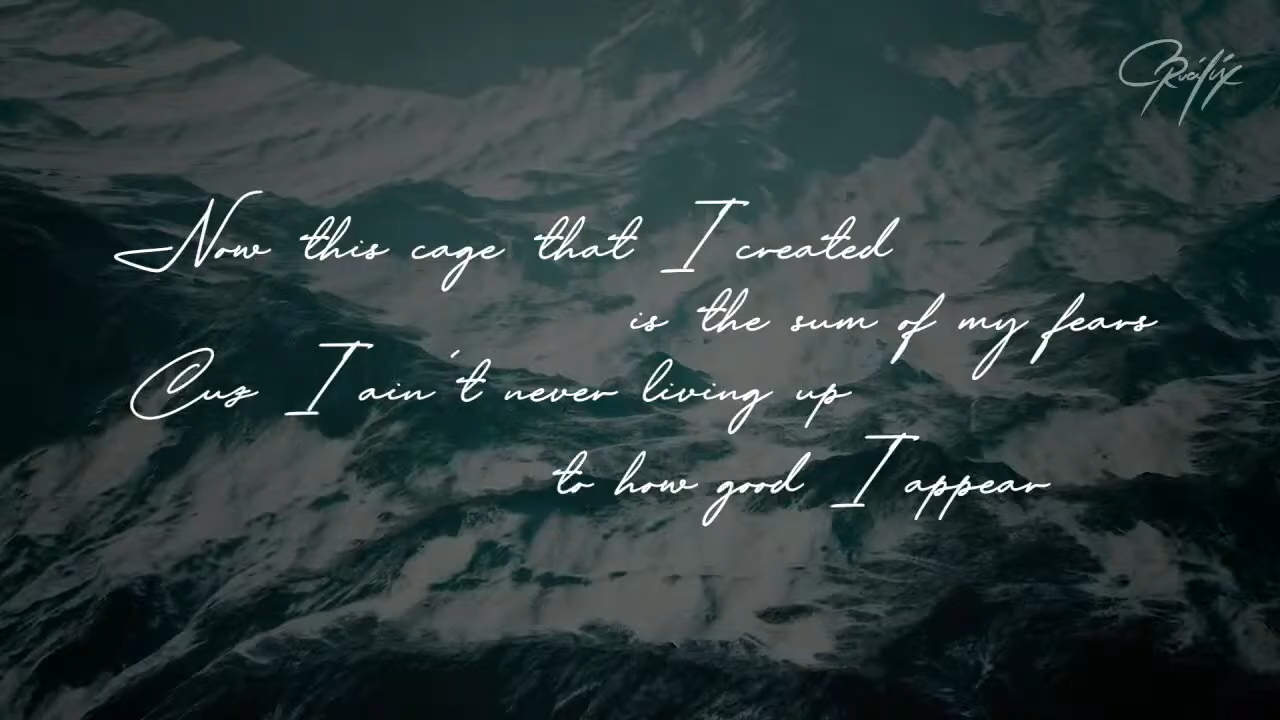 Crucifix
Now this cage that I created
is the sum of my fears
Cuz I ain't never living up
to how good I appear